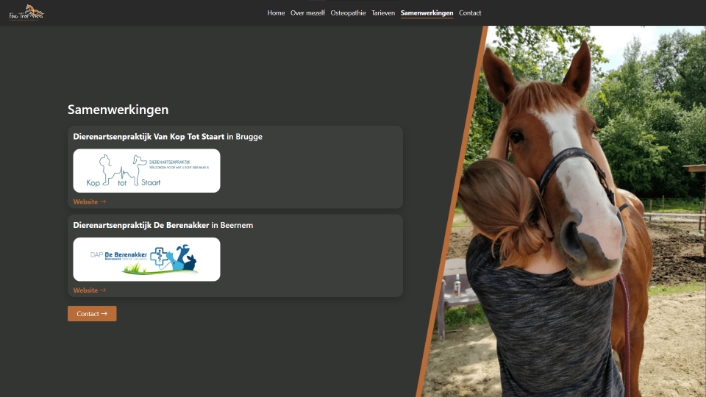 Home Over mezelf Osteopathie Tarieven Samenwerkingen Contact
Samenwerkingen
Dierenartsenpraktijk Van Kop Tot Staart in Brugge
DIERENARTSENPRAKTIJK
Kop tot Staart
Website →
Dierenartsenpraktijk De Berenakker in Beernem
DAP De Berenakker
Website →
Contact →